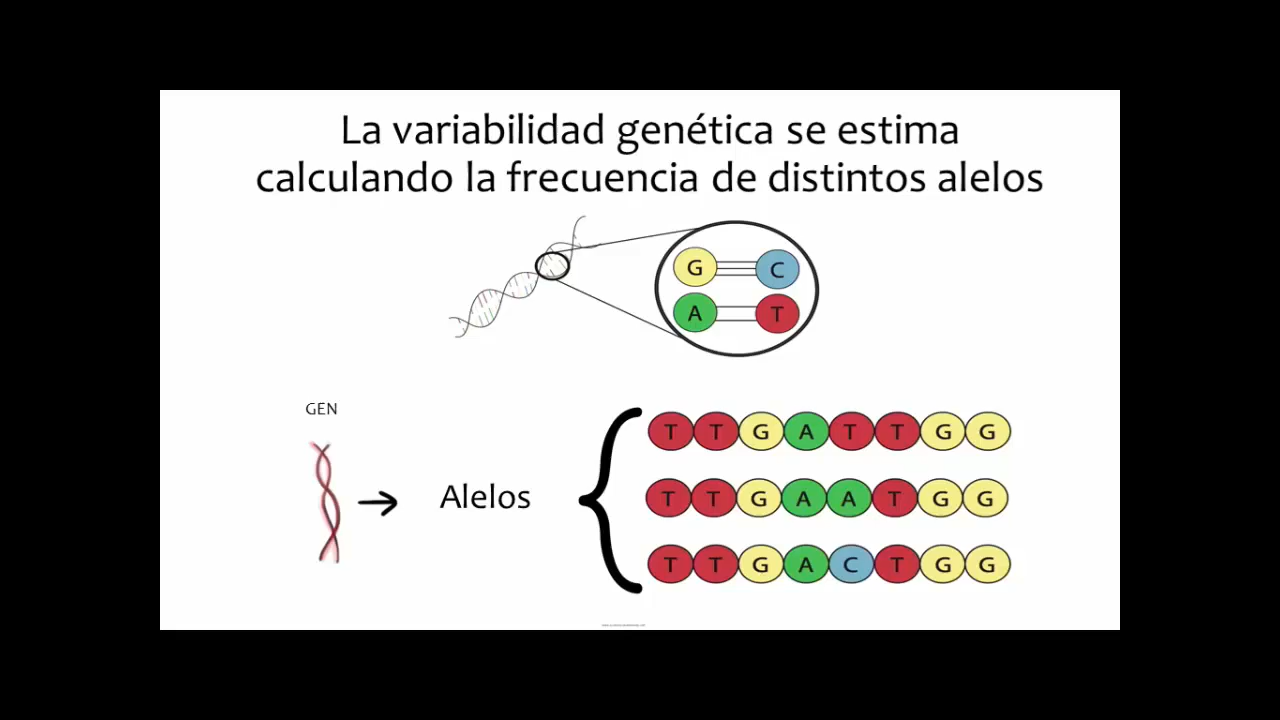 La variabilidad genética se estima
calculando la frecuencia de distintos alelos
G C
A T
GEN
Alelos
T T G A T T G G
T T G A A T G G
T T G A C T G G